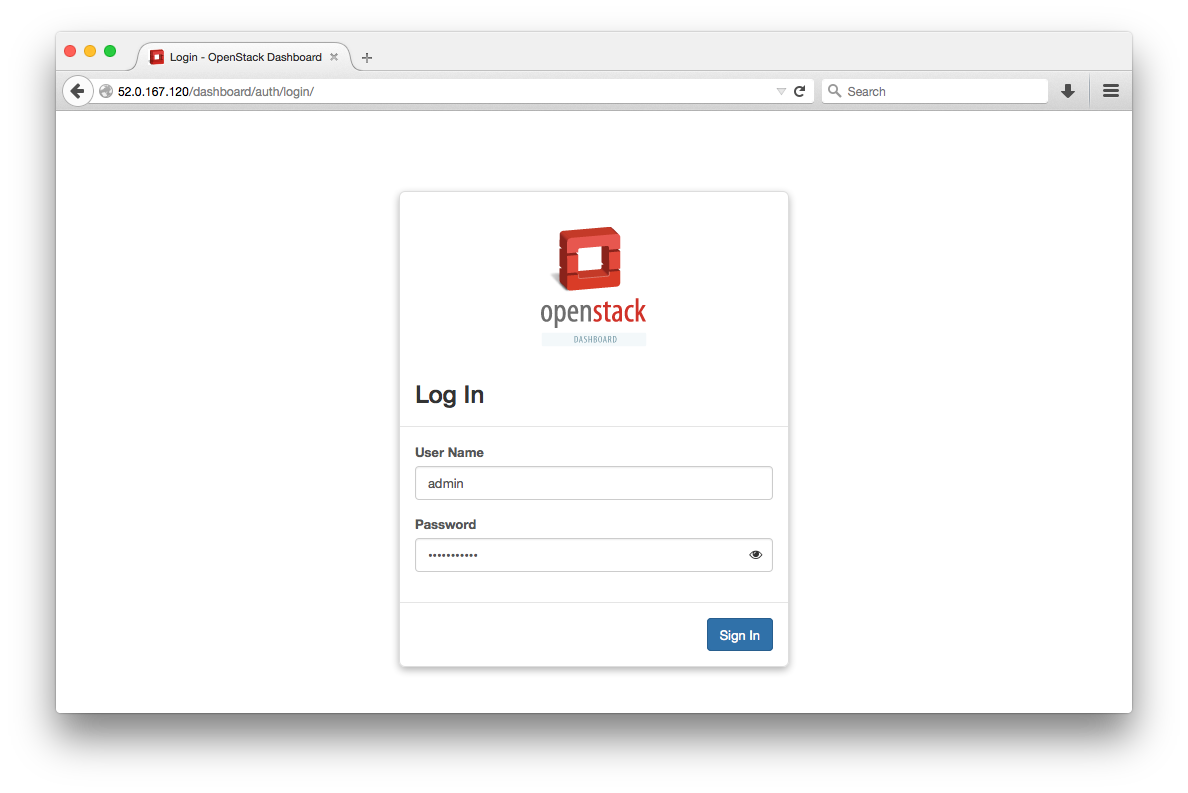 Login - OpenStack Dashboard
52.0.167.120/dashboard/auth/login/
Search
openstack
DASHBOARD
Log In
User Name
admin
Password
•••••••••••
Sign In